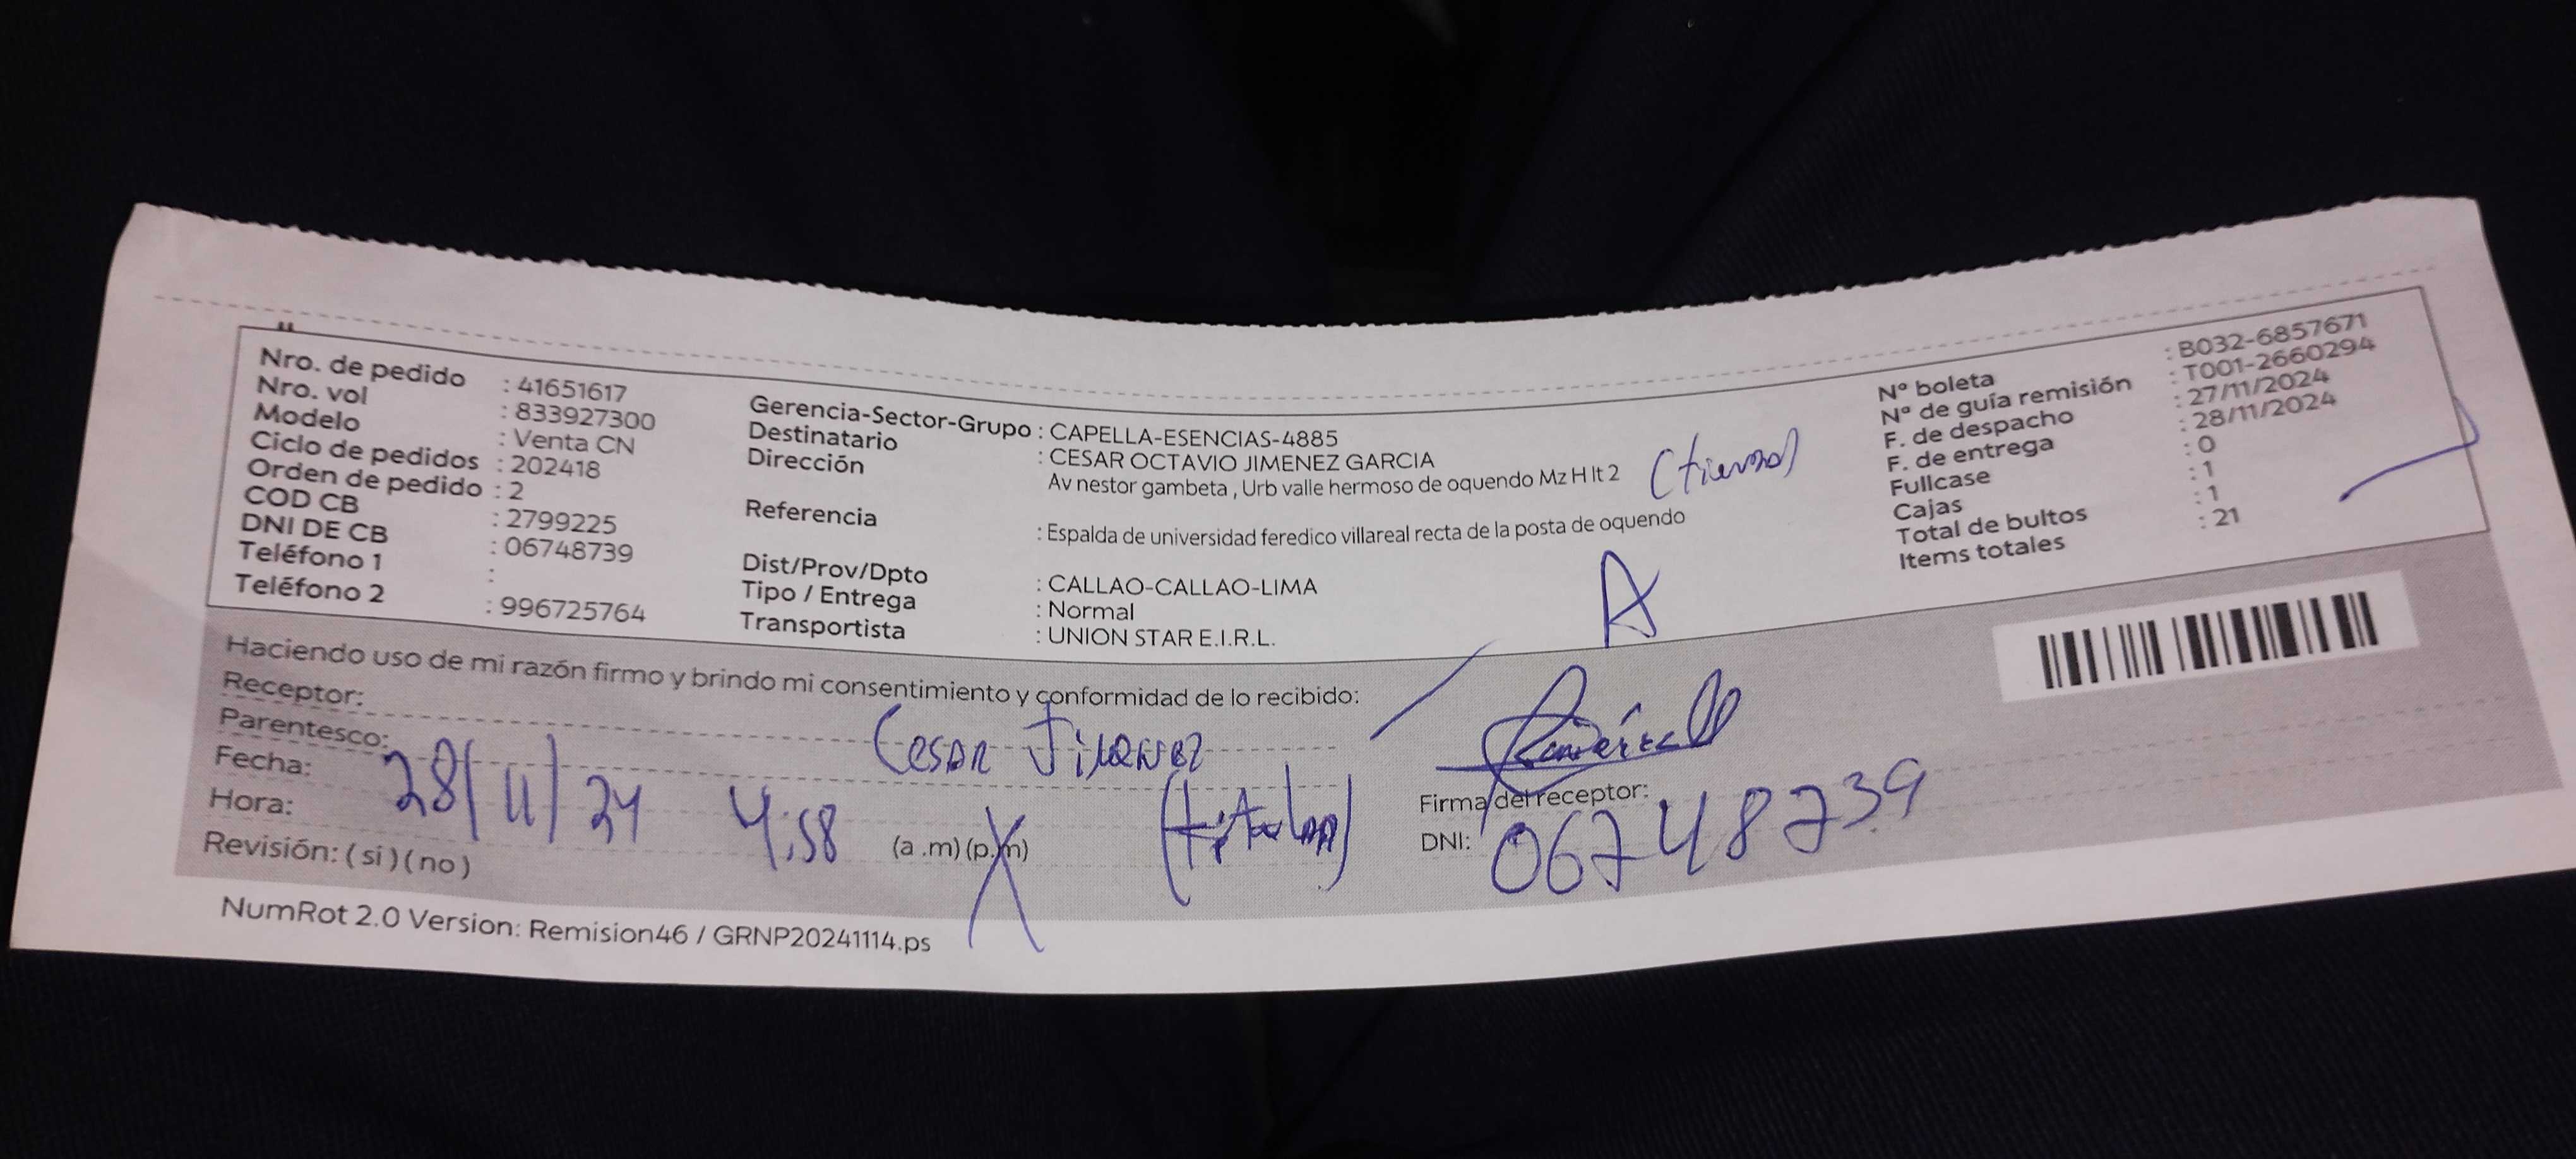 Nro. de pedido : 41651617
Nro. vol : 833927300
Modelo : Venta CN
Ciclo de pedidos : 202418
Orden de pedido : 2
COD CB : 2799225
DNI DE CB : 06748739
Teléfono 1 :
Teléfono 2 : 996725764
Gerencia-Sector-Grupo : CAPELLA-ESENCIAS-4885
Destinatario : CESAR OCTAVIO JIMENEZ GARCIA
Dirección Av nestor gambeta , Urb valle hermoso de oquendo Mz H lt 2
Referencia : Espalda de universidad feredico villareal recta de la posta de oquendo
Dist/Prov/Dpto : CALLAO-CALLAO-LIMA
Tipo / Entrega : Normal
Transportista : UNION STAR E.I.R.L.
A
N° boleta : B032-6857671
N° de guía remisión : T001-2660294
F. de despacho : 27/11/2024
F. de entrega : 28/11/2024
Fullcase : 0
Cajas : 1
Total de bultos : 1
Items totales : 21
Haciendo uso de mi razón firmo y brindo mi consentimiento y conformidad de lo recibido:
Receptor: Cesar Jimenez
Parentesco: (titular)
Fecha: 28/11/24
Hora: 4:58 (a .m) (p.m)
Revisión: ( si ) ( no )
Firma del receptor:
DNI: 06748739
NumRot 2.0 Version: Remision46 / GRNP20241114.ps